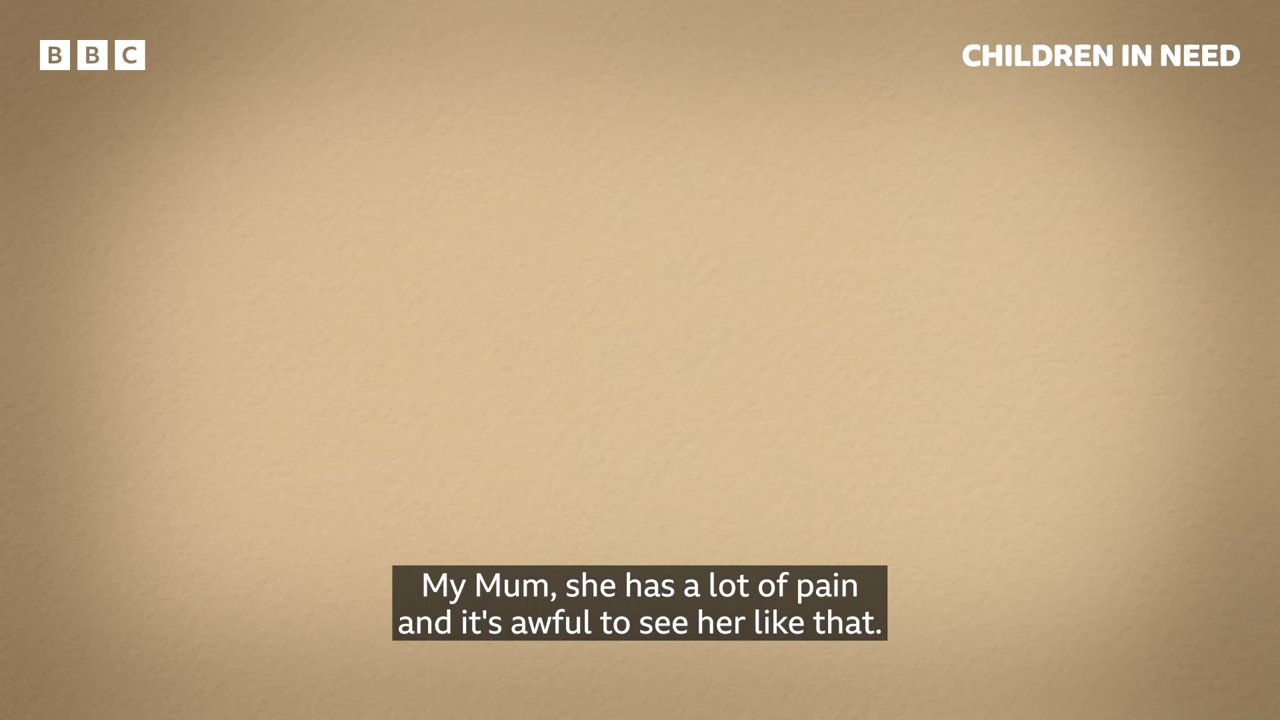 BBC
CHILDREN IN NEED
My Mum, she has a lot of pain
and it's awful to see her like that.